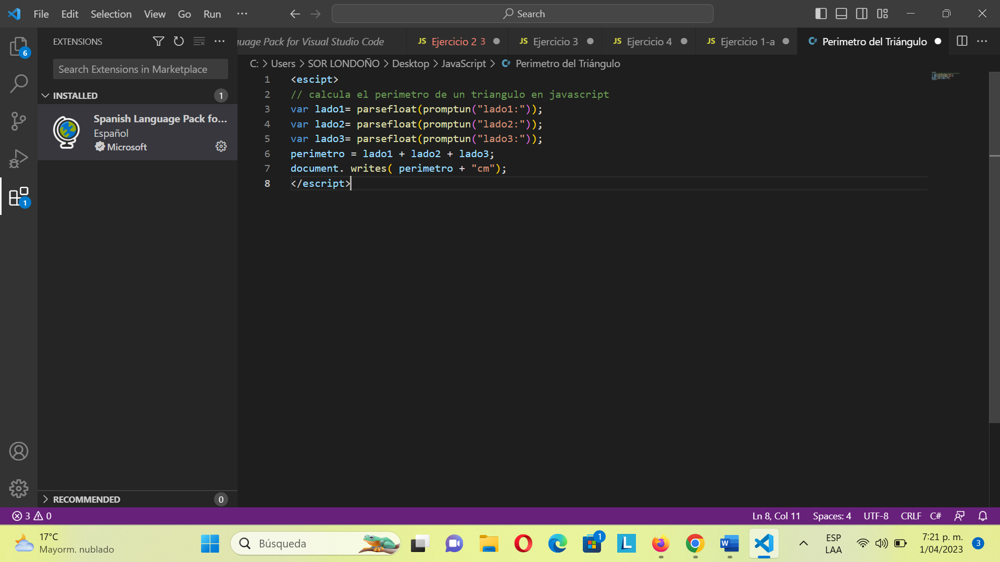 File Edit Selection View Go Run ··· Search
EXTENSIONS
guage Pack for Visual Studio Code JS Ejercicio 2 3 JS Ejercicio 3 JS Ejercicio 4 JS Ejercicio 1-a C# Perimetro del Triángulo
C: > Users > SOR LONDOÑO > Desktop > JavaScript > C# Perimetro del Triángulo
6
Search Extensions in Marketplace
INSTALLED 1
Spanish Language Pack fo...
Español
Microsoft
1
1 <escipt>
2 // calcula el perimetro de un triangulo en javascript
3 var lado1= parsefloat(promptun("lado1:"));
4 var lado2= parsefloat(promptun("lado2:"));
5 var lado3= parsefloat(promptun("lado3:"));
6 perimetro = lado1 + lado2 + lado3;
7 document. writes( perimetro + "cm");
8 </escript>
RECOMMENDED 0
3 0 Ln 8, Col 11 Spaces: 4 UTF-8 CRLF C#
17°C
Mayorm. nublado
Búsqueda
1
L
W
ESP
LAA
7:21 p. m.
1/04/2023
3